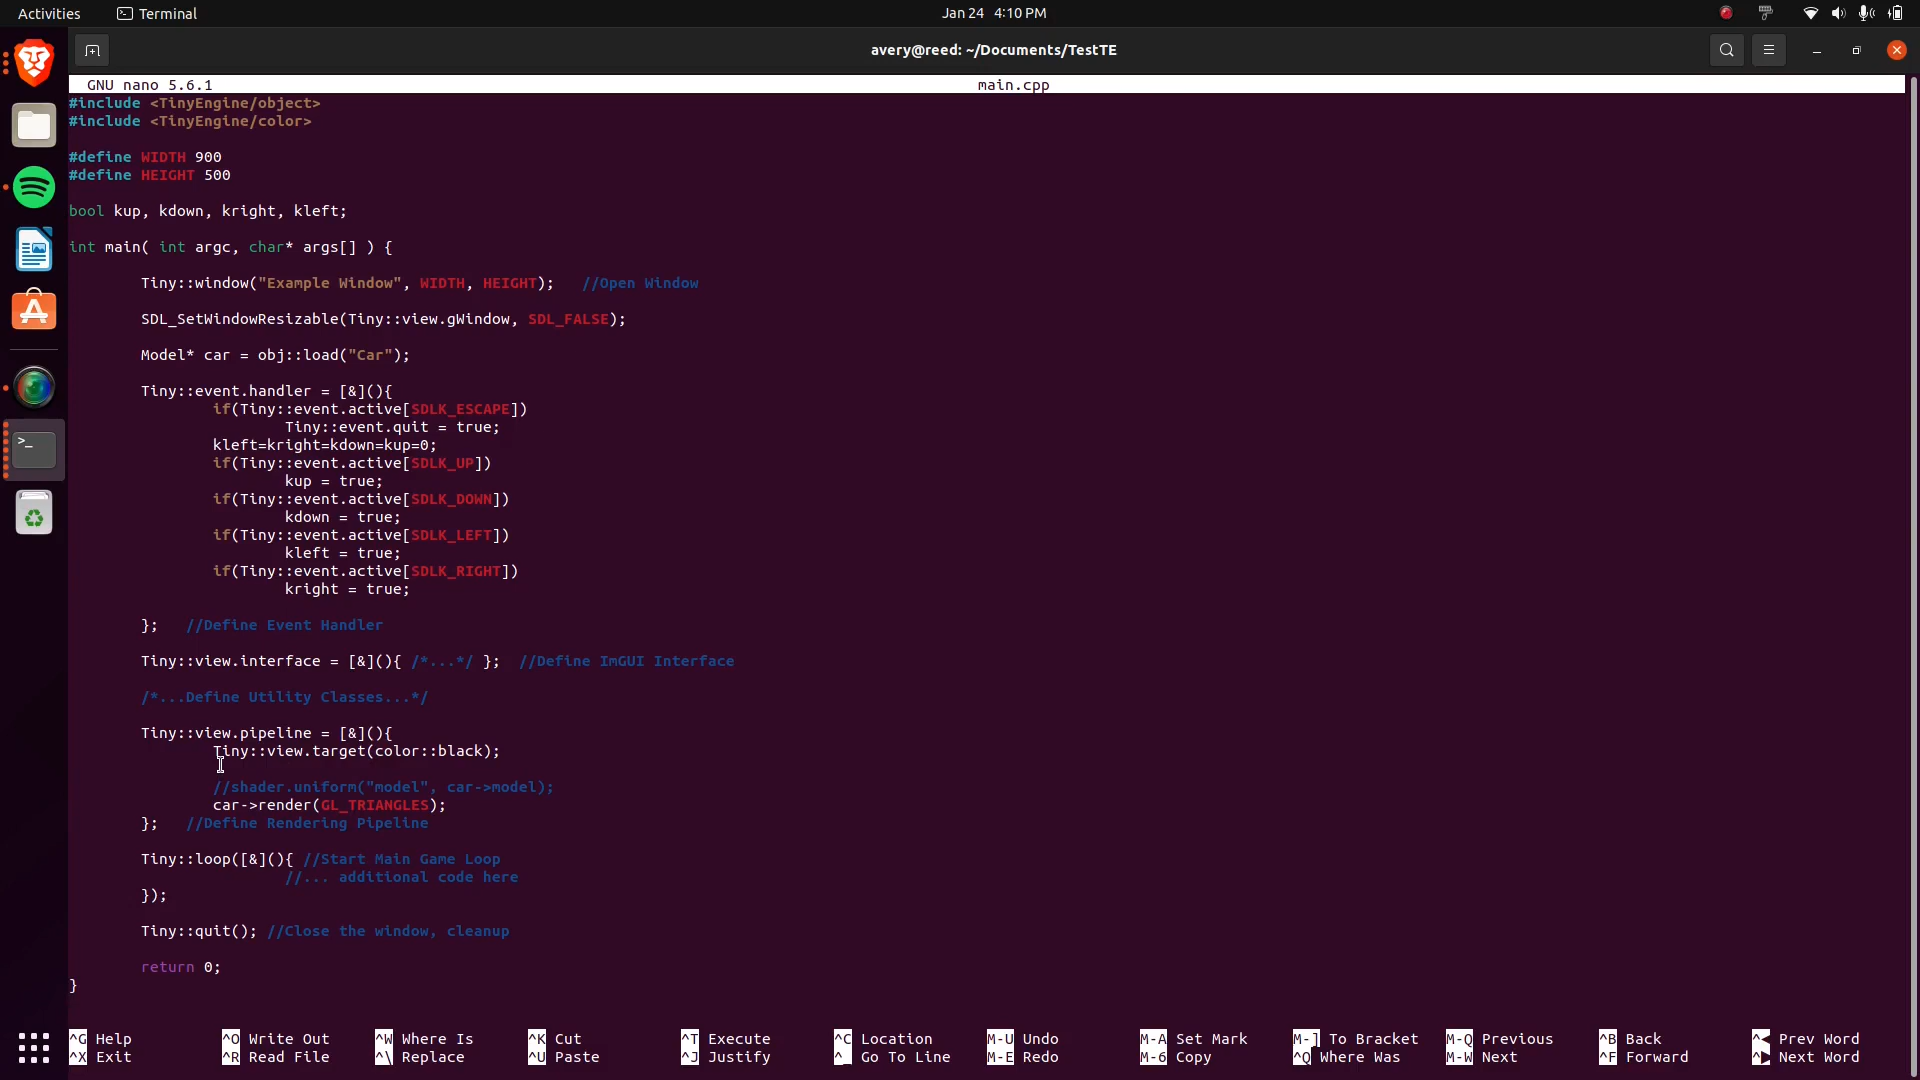 Activities Terminal Jan 24 4:10 PM
avery@reed: ~/Documents/TestTE
GNU nano 5.6.1 main.cpp
#include <TinyEngine/object>
#include <TinyEngine/color>
#define WIDTH 900
#define HEIGHT 500
bool kup, kdown, kright, kleft;
int main( int argc, char* args[] ) {
Tiny::window("Example Window", WIDTH, HEIGHT); //Open Window
SDL_SetWindowResizable(Tiny::view.gWindow, SDL_FALSE);
Model* car = obj::load("Car");
Tiny::event.handler = [&](){
if(Tiny::event.active[SDLK_ESCAPE])
Tiny::event.quit = true;
kleft=kright=kdown=kup=0;
if(Tiny::event.active[SDLK_UP])
kup = true;
if(Tiny::event.active[SDLK_DOWN])
kdown = true;
if(Tiny::event.active[SDLK_LEFT])
kleft = true;
if(Tiny::event.active[SDLK_RIGHT])
kright = true;
}; //Define Event Handler
Tiny::view.interface = [&](){ /*...*/ }; //Define ImGUI Interface
/*...Define Utility Classes...*/
Tiny::view.pipeline = [&](){
Tiny::view.target(color::black);
//shader.uniform("model", car->model);
car->render(GL_TRIANGLES);
}; //Define Rendering Pipeline
Tiny::loop([&](){ //Start Main Game Loop
//... additional code here
});
Tiny::quit(); //Close the window, cleanup
return 0;
}
^G Help ^O Write Out ^W Where Is ^K Cut ^T Execute ^C Location M-U Undo M-A Set Mark M-] To Bracket M-Q Previous ^B Back ^◀ Prev Word
^X Exit ^R Read File ^\ Replace ^U Paste ^J Justify ^_ Go To Line M-E Redo M-6 Copy ^Q Where Was M-W Next ^F Forward ^▶ Next Word